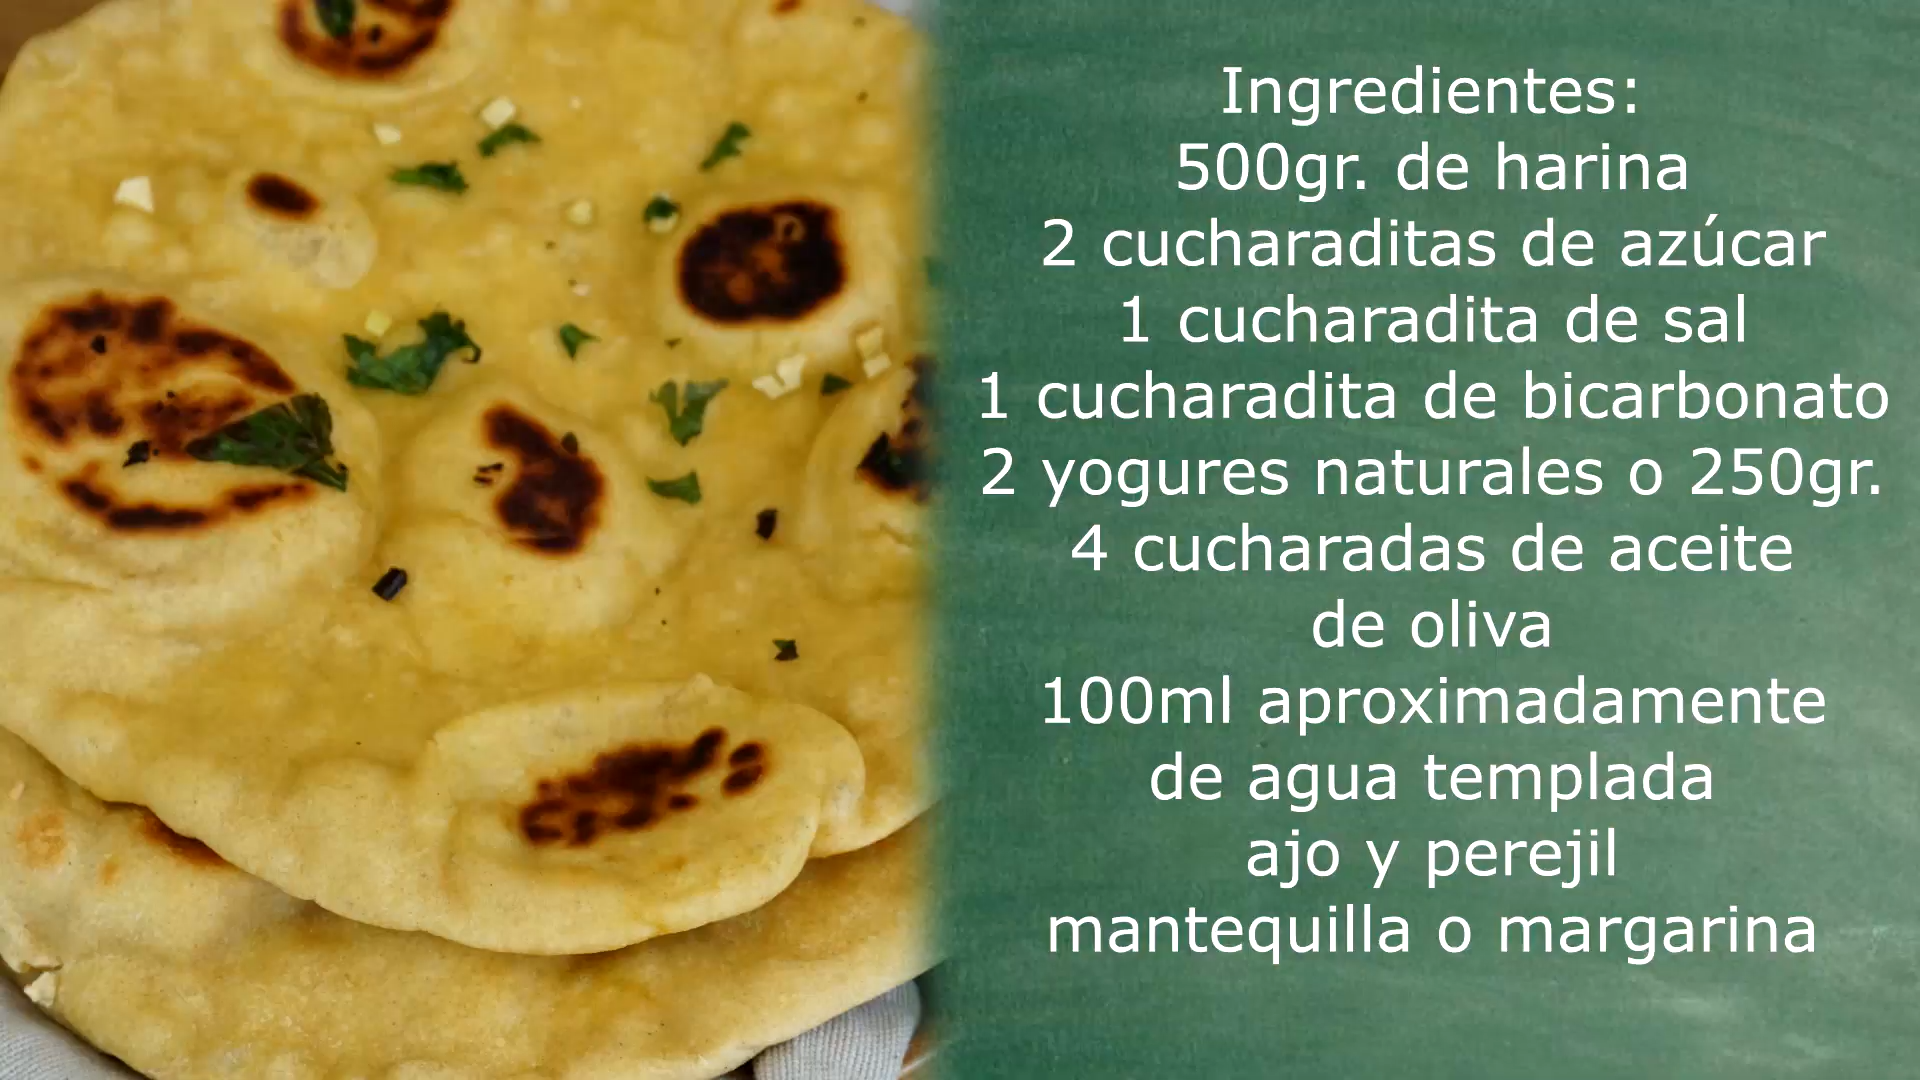 Ingredientes:
500gr. de harina
2 cucharaditas de azúcar
1 cucharadita de sal
1 cucharadita de bicarbonato
2 yogures naturales o 250gr.
4 cucharadas de aceite
de oliva
100ml aproximadamente
de agua templada
ajo y perejil
mantequilla o margarina